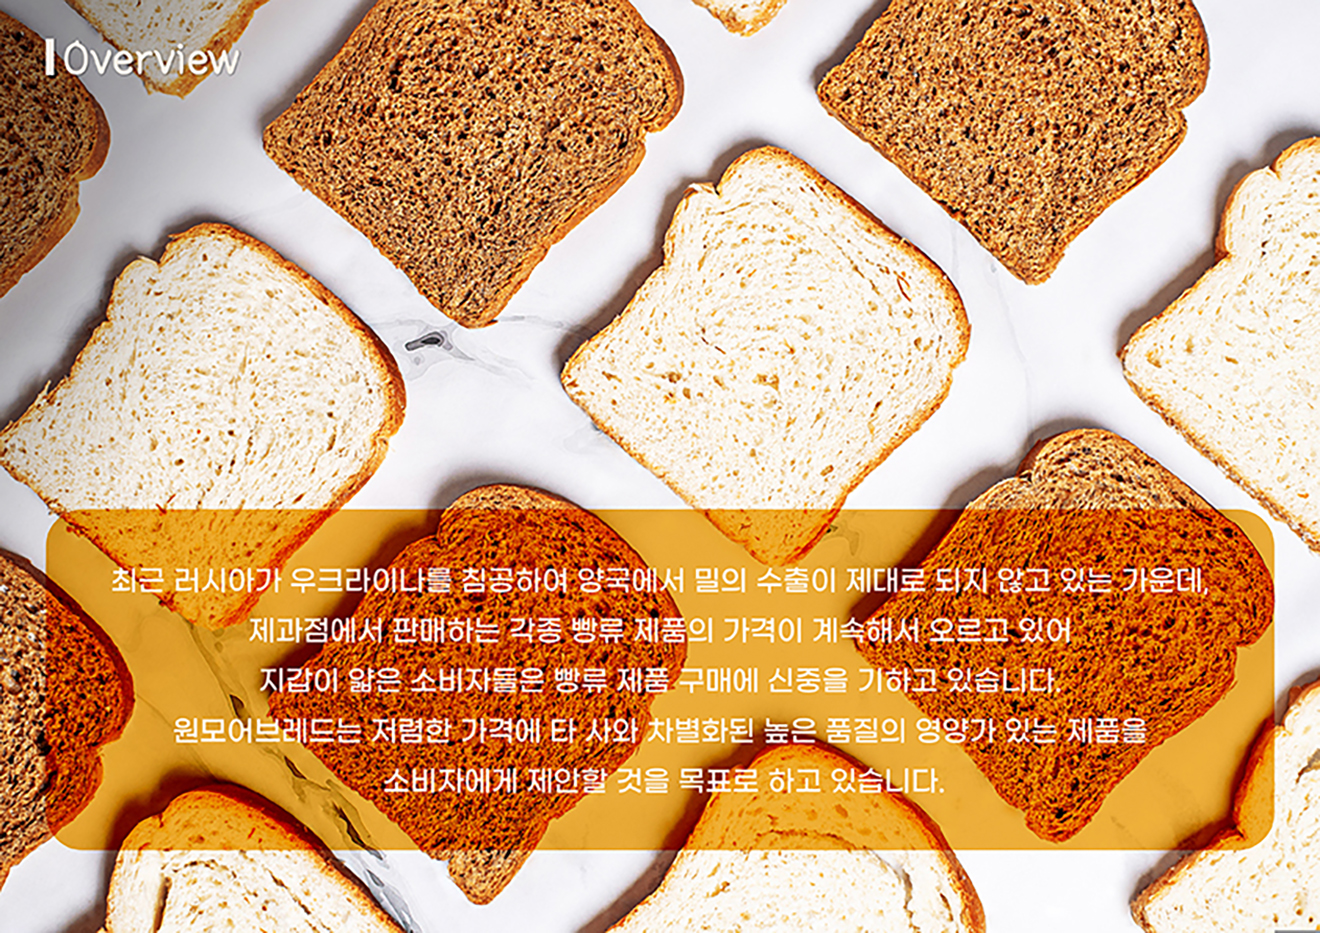 Overview
최근 러시아가 우크라이나를 침공하여 양국에서 밀의 수출이 제대로 되지 않고 있는 가운데,
제과점에서 판매하는 각종 빵류 제품의 가격이 계속해서 오르고 있어
지갑이 얇은 소비자들은 빵류 제품 구매에 신중을 기하고 있습니다.
원모어브레드는 저렴한 가격에 타 사와 차별화된 높은 품질의 영양가 있는 제품을
소비자에게 제안할 것을 목표로 하고 있습니다.